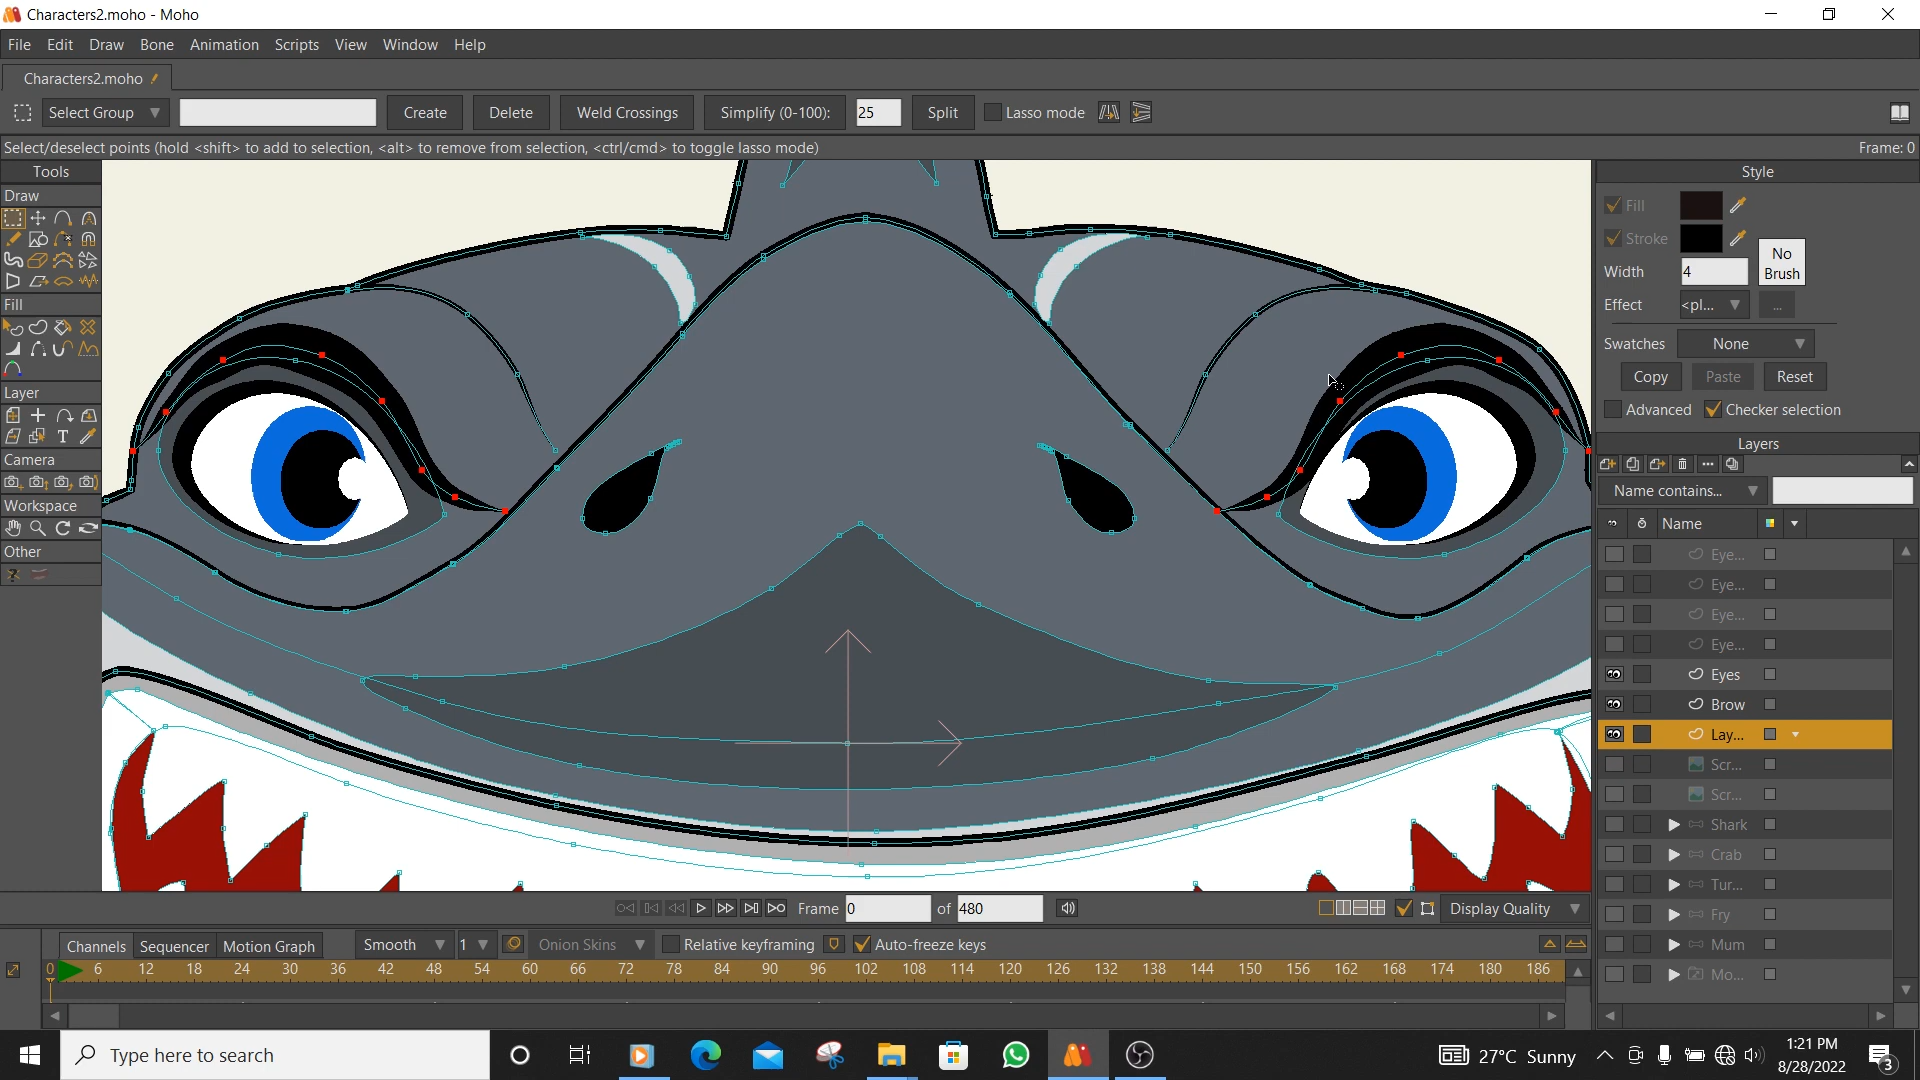 Characters2.moho - Moho
File Edit Draw Bone Animation Scripts View Window Help
Characters2.moho
Select Group Create Delete Weld Crossings Simplify (0-100): 25 Split Lasso mode
Select/deselect points (hold <shift> to add to selection, <alt> to remove from selection, <ctrl/cmd> to toggle lasso mode) Frame: 0
Tools
Draw
Fill
Layer
T
Camera
Workspace
Other
Style
Fill
Stroke
No Brush
Width 4
Effect <pl... ...
Swatches None
Copy Paste Reset
Advanced Checker selection
Layers
Name contains...
Name
Eye...
Eye...
Eye...
Eye...
Eyes
Brow
Lay...
Scr...
Scr...
Shark
Crab
Tur...
Fry
Mum
Mo...
Frame 0 of 480 Display Quality
Channels Sequencer Motion Graph Smooth 1 Onion Skins Relative keyframing Auto-freeze keys
0 6 12 18 24 30 36 42 48 54 60 66 72 78 84 90 96 102 108 114 120 126 132 138 144 150 156 162 168 174 180 186
Type here to search
27°C Sunny
1:21 PM
8/28/2022
3